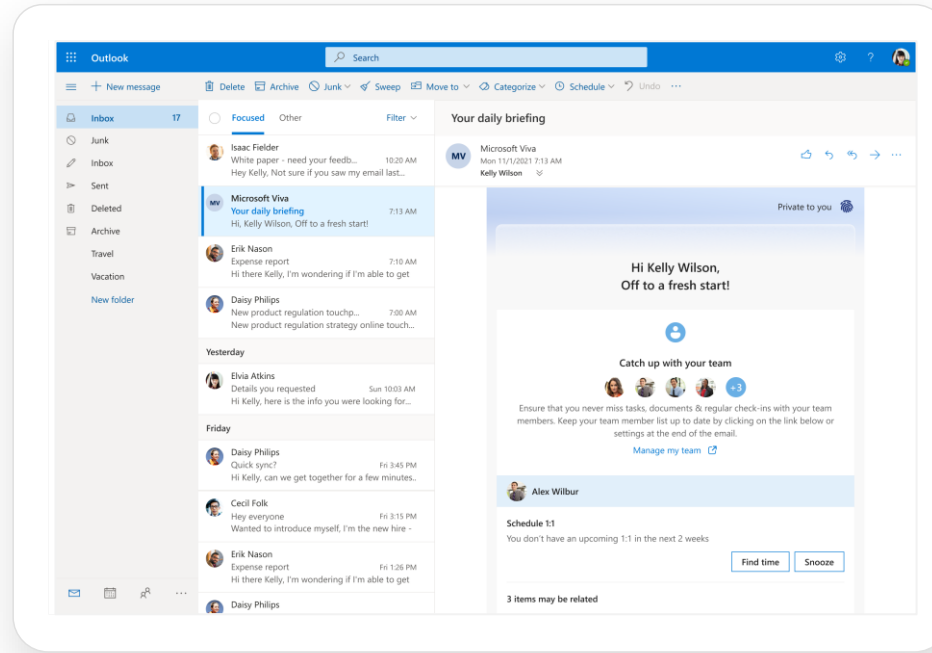 Outlook
Search
New message
Delete
Archive
Junk
Sweep
Move to
Categorize
Schedule
Undo
Inbox 17
Junk
Inbox
Sent
Deleted
Archive
Travel
Vacation
New folder
Focused
Other
Filter
Isaac Fielder
White paper - need your feedb... 10:20 AM
Hey Kelly, Not sure if you saw my email last...
MV
Microsoft Viva
Your daily briefing 7:13 AM
Hi, Kelly Wilson, Off to a fresh start!
Erik Nason
Expense report 7:10 AM
Hi there Kelly, I'm wondering if I'm able to get
Daisy Philips
New product regulation touchp... 7:00 AM
New product regulation strategy online touch...
Yesterday
Elvia Atkins
Details you requested Sun 10:03 AM
Hi Kelly, here is the info you were looking for...
Friday
Daisy Philips
Quick sync? Fri 3:45 PM
Hi Kelly, can we get together for a few minutes..
Cecil Folk
Hey everyone Fri 3:15 PM
Wanted to introduce myself, I'm the new hire -
Erik Nason
Expense report Fri 1:26 PM
Hi there Kelly, I'm wondering if I'm able to get
Daisy Philips
Your daily briefing
MV
Microsoft Viva
Mon 11/1/2021 7:13 AM
Kelly Wilson
Private to you
Hi Kelly Wilson,
Off to a fresh start!
Catch up with your team
+3
Ensure that you never miss tasks, documents & regular check-ins with your team
members. Keep your team member list up to date by clicking on the link below or
settings at the end of the email.
Manage my team
Alex Wilbur
Schedule 1:1
You don't have an upcoming 1:1 in the next 2 weeks
Find time
Snooze
3 items may be related